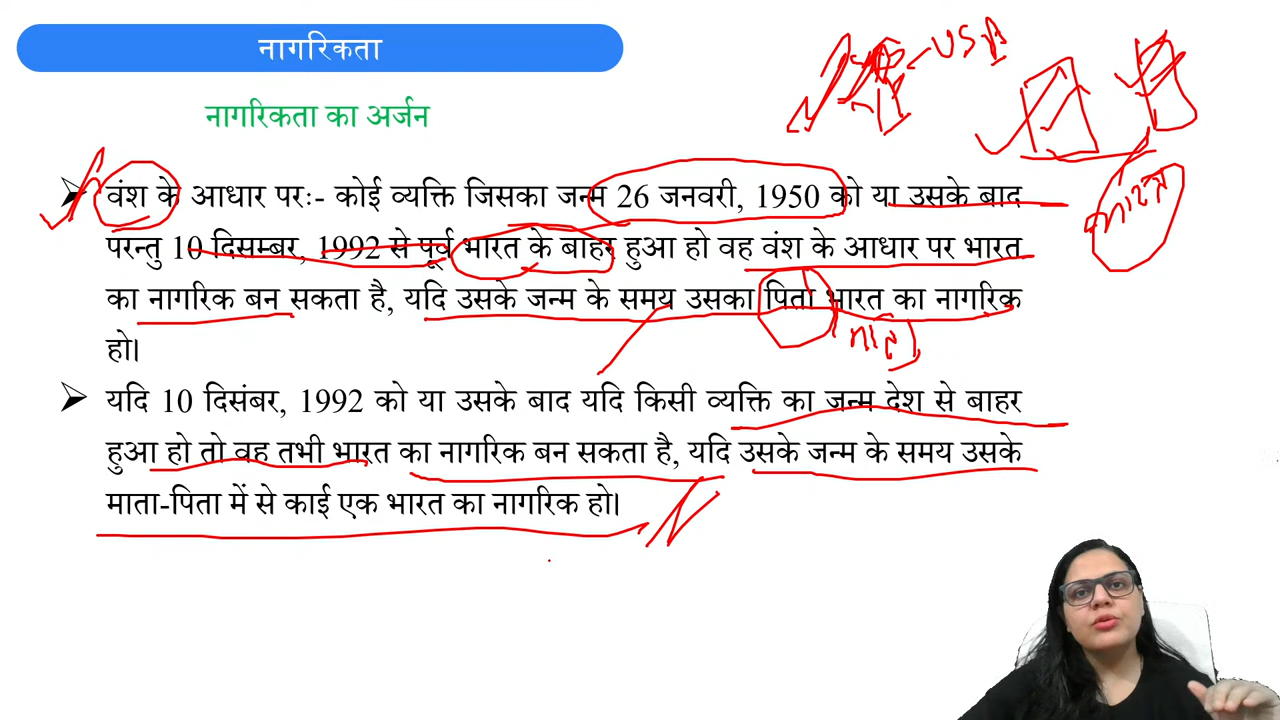 नागरिकता
नागरिकता का अर्जन
USA
वंश के आधार परः- कोई व्यक्ति जिसका जन्म 26 जनवरी, 1950 को या उसके बाद
परन्तु 10 दिसम्बर, 1992 से पूर्व भारत के बाहर हुआ हो वह वंश के आधार पर भारत
का नागरिक बन सकता है, यदि उसके जन्म के समय उसका पिता भारत का नागरिक
हो।
यदि 10 दिसंबर, 1992 को या उसके बाद यदि किसी व्यक्ति का जन्म देश से बाहर
हुआ हो तो वह तभी भारत का नागरिक बन सकता है, यदि उसके जन्म के समय उसके
माता-पिता में से काई एक भारत का नागरिक हो।